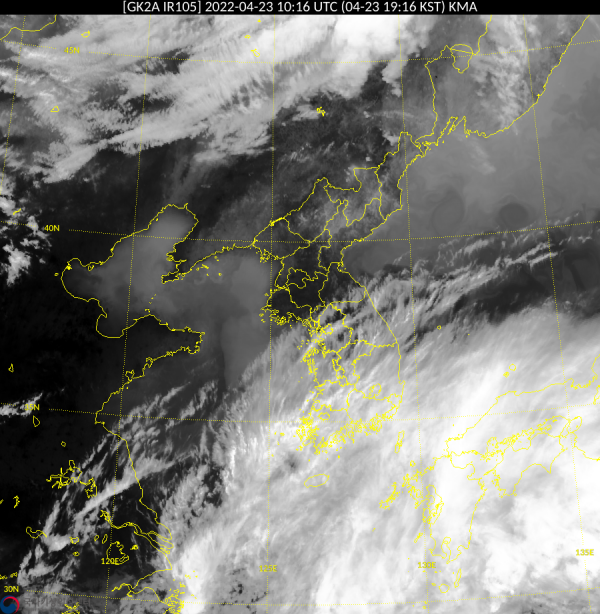 [GK2A IR105] 2022-04-23 10:16 UTC (04-23 19:16 KST) KMA
45N
40N
35N
120E
125E
130E
135E
30N